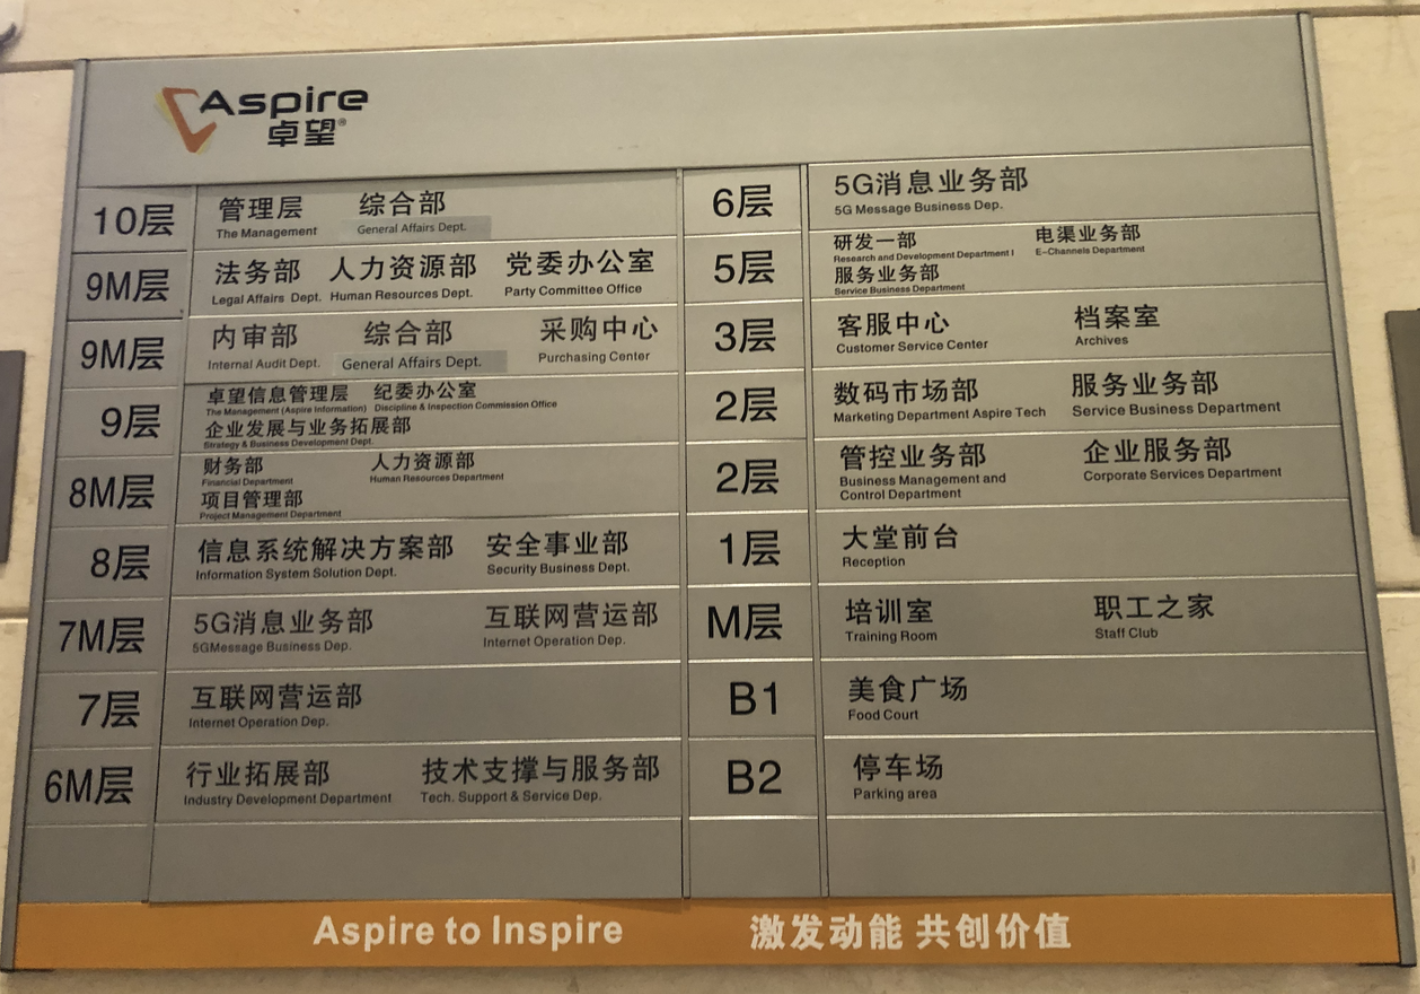 Aspire
卓望®
10层
管理层 综合部
The Management General Affairs Dept.
9M层
法务部 人力资源部 党委办公室
Legal Affairs Dept. Human Resources Dept. Party Committee Office
9M层
内审部 综合部 采购中心
Internal Audit Dept. General Affairs Dept. Purchasing Center
9层
卓望信息管理层 纪委办公室
The Management (Aspire Information) Discipline & Inspection Commission Office
企业发展与业务拓展部
Strategy & Business Development Dept.
8M层
财务部 人力资源部
Financial Department Human Resources Department
项目管理部
Project Management Department
8层
信息系统解决方案部 安全事业部
Information System Solution Dept. Security Business Dept.
7M层
5G消息业务部 互联网营运部
5GMessage Business Dep. Internet Operation Dep.
7层
互联网营运部
Internet Operation Dep.
6M层
行业拓展部 技术支撑与服务部
Industry Development Department Tech. Support & Service Dep.
6层
5G消息业务部
5G Message Business Dep.
5层
研发一部 电渠业务部
Research and Development Department I E-Channels Department
服务业务部
Service Business Department
3层
客服中心 档案室
Customer Service Center Archives
2层
数码市场部 服务业务部
Marketing Department Aspire Tech Service Business Department
2层
管控业务部 企业服务部
Business Management and Corporate Services Department
Control Department
1层
大堂前台
Reception
M层
培训室 职工之家
Training Room Staff Club
B1
美食广场
Food Court
B2
停车场
Parking area
Aspire to Inspire 激发动能 共创价值